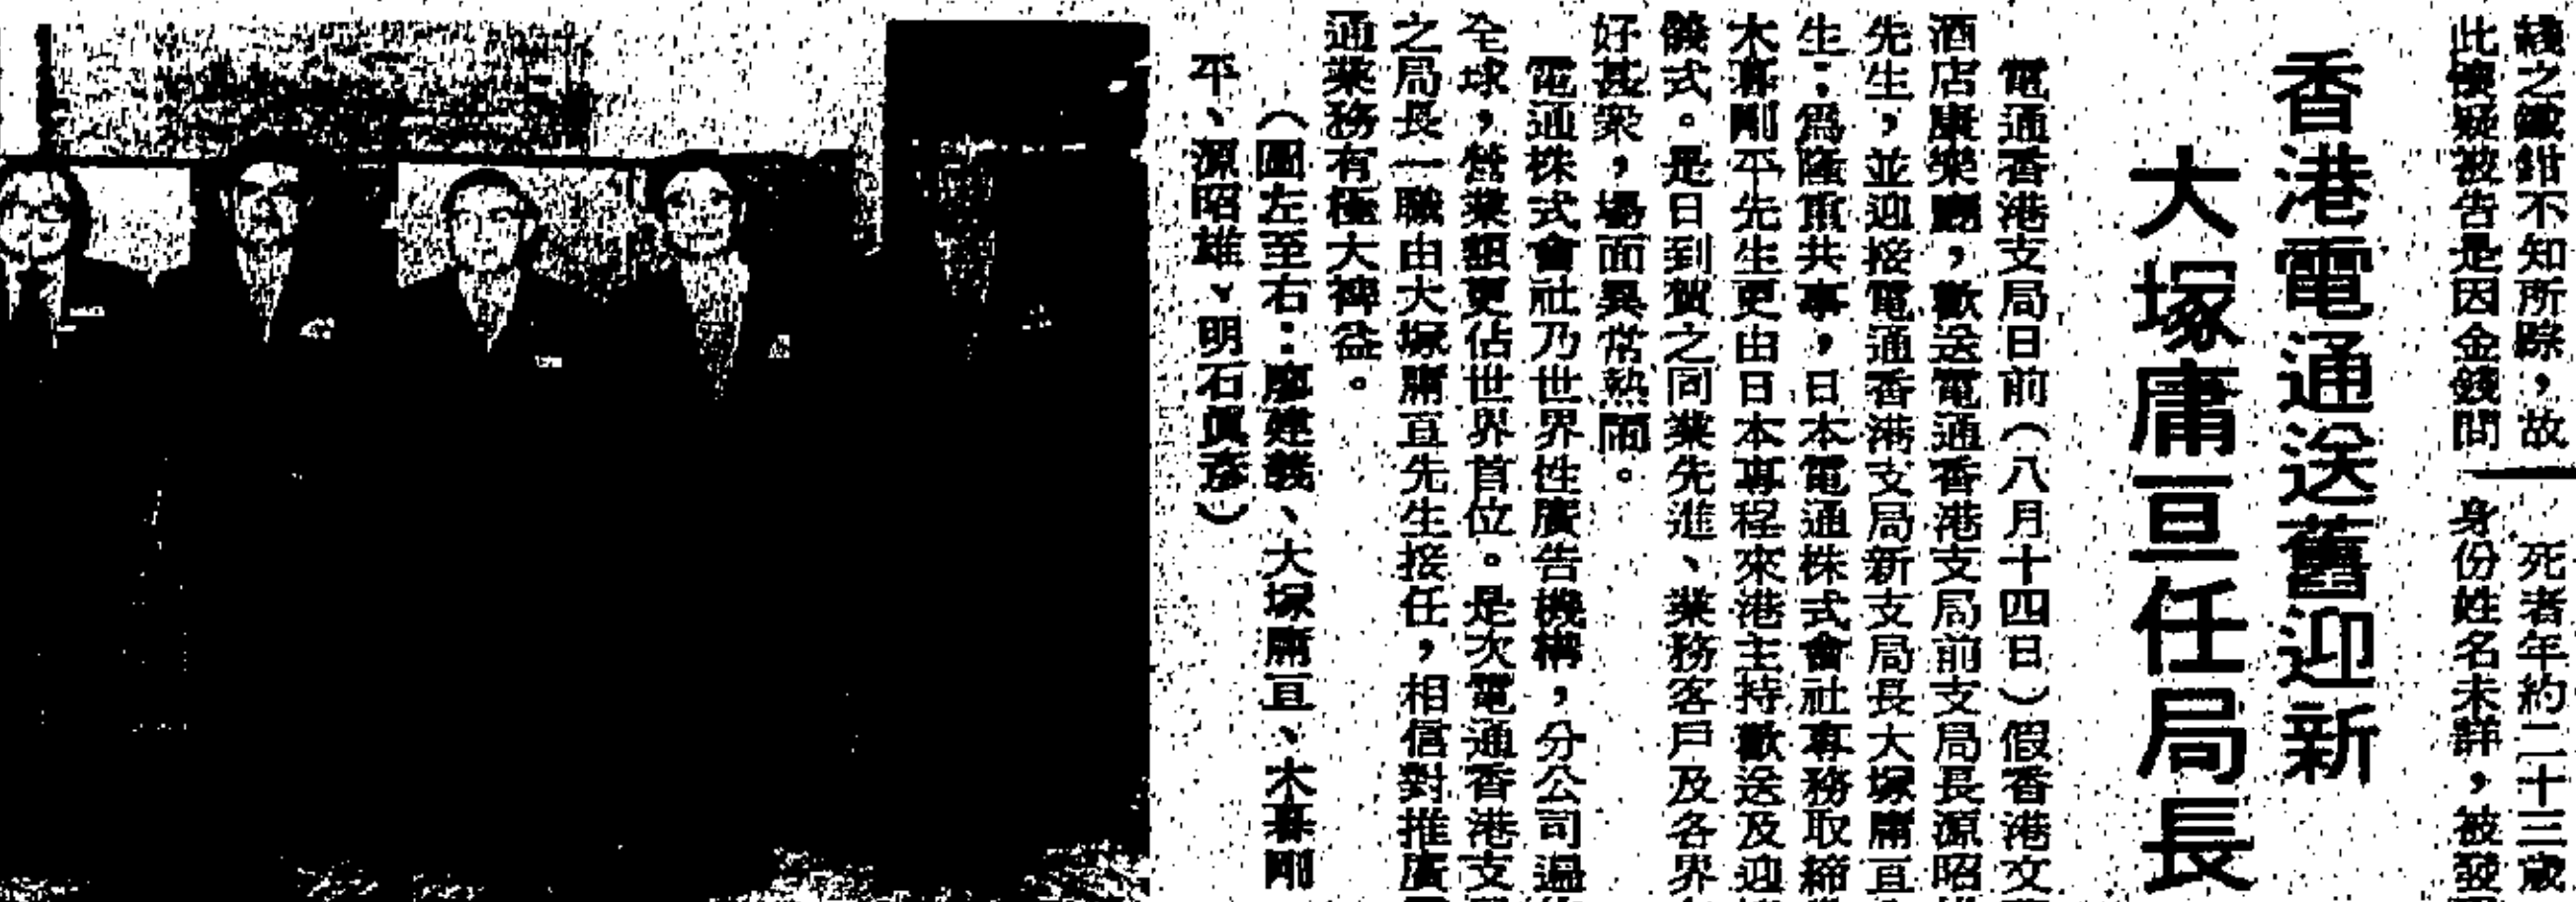 錢之鐵鉗不知所踪，故
此懷疑被告是因金錢問
死者年約二十三歲
身份姓名未詳，被發
香港電通送舊迎新
大塚庸亘任局長
電通香港支局日前（八月十四日）假香港文
酒店康樂廳，歡送電通香港支局前支局長源昭
先生，並迎接電通香港支局新支局長大塚庸亘
生；爲隆重共事，日本電通株式會社專務取締
木暮剛平先生更由日本專程來港主持歡送及迎
儀式。是日到賀之同業先進、業務客戶及各界
好甚衆，場面異常熱閙。
電通株式會社乃世界性廣告機構，分公司遍
全球，營業額更佔世界首位。是次電通香港支
之局長一職由大塚庸亘先生接任，相信對推廣
通業務有極大裨益。
（圖左至右：廖建義、大塚庸亘、木暮剛
平、源昭雄、明石眞彥）